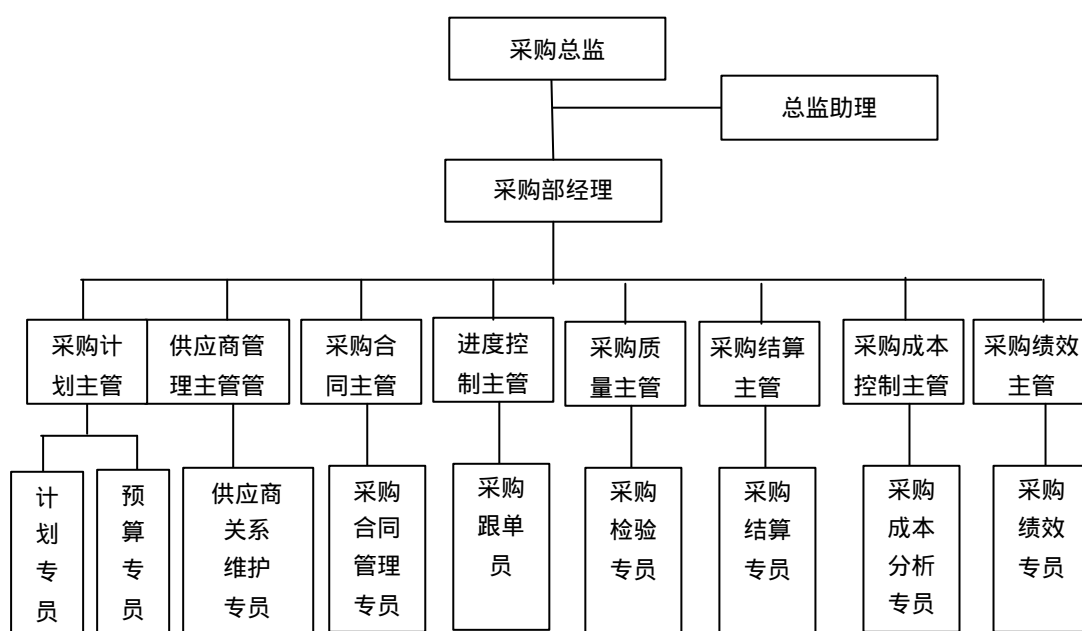 采购总监
总监助理
采购部经理
采购计
划主管
供应商管
理主管管
采购合
同主管
进度控
制主管
采购质
量主管
采购结算
主管
采购成本
控制主管
采购绩效
主管
计
划
专
员
预
算
专
员
供应商
关系
维护
专员
采购
合同
管理
专员
采购
跟单
员
采购
检验
专员
采购
结算
专员
采购
成本
分析
专员
采购
绩效
专员